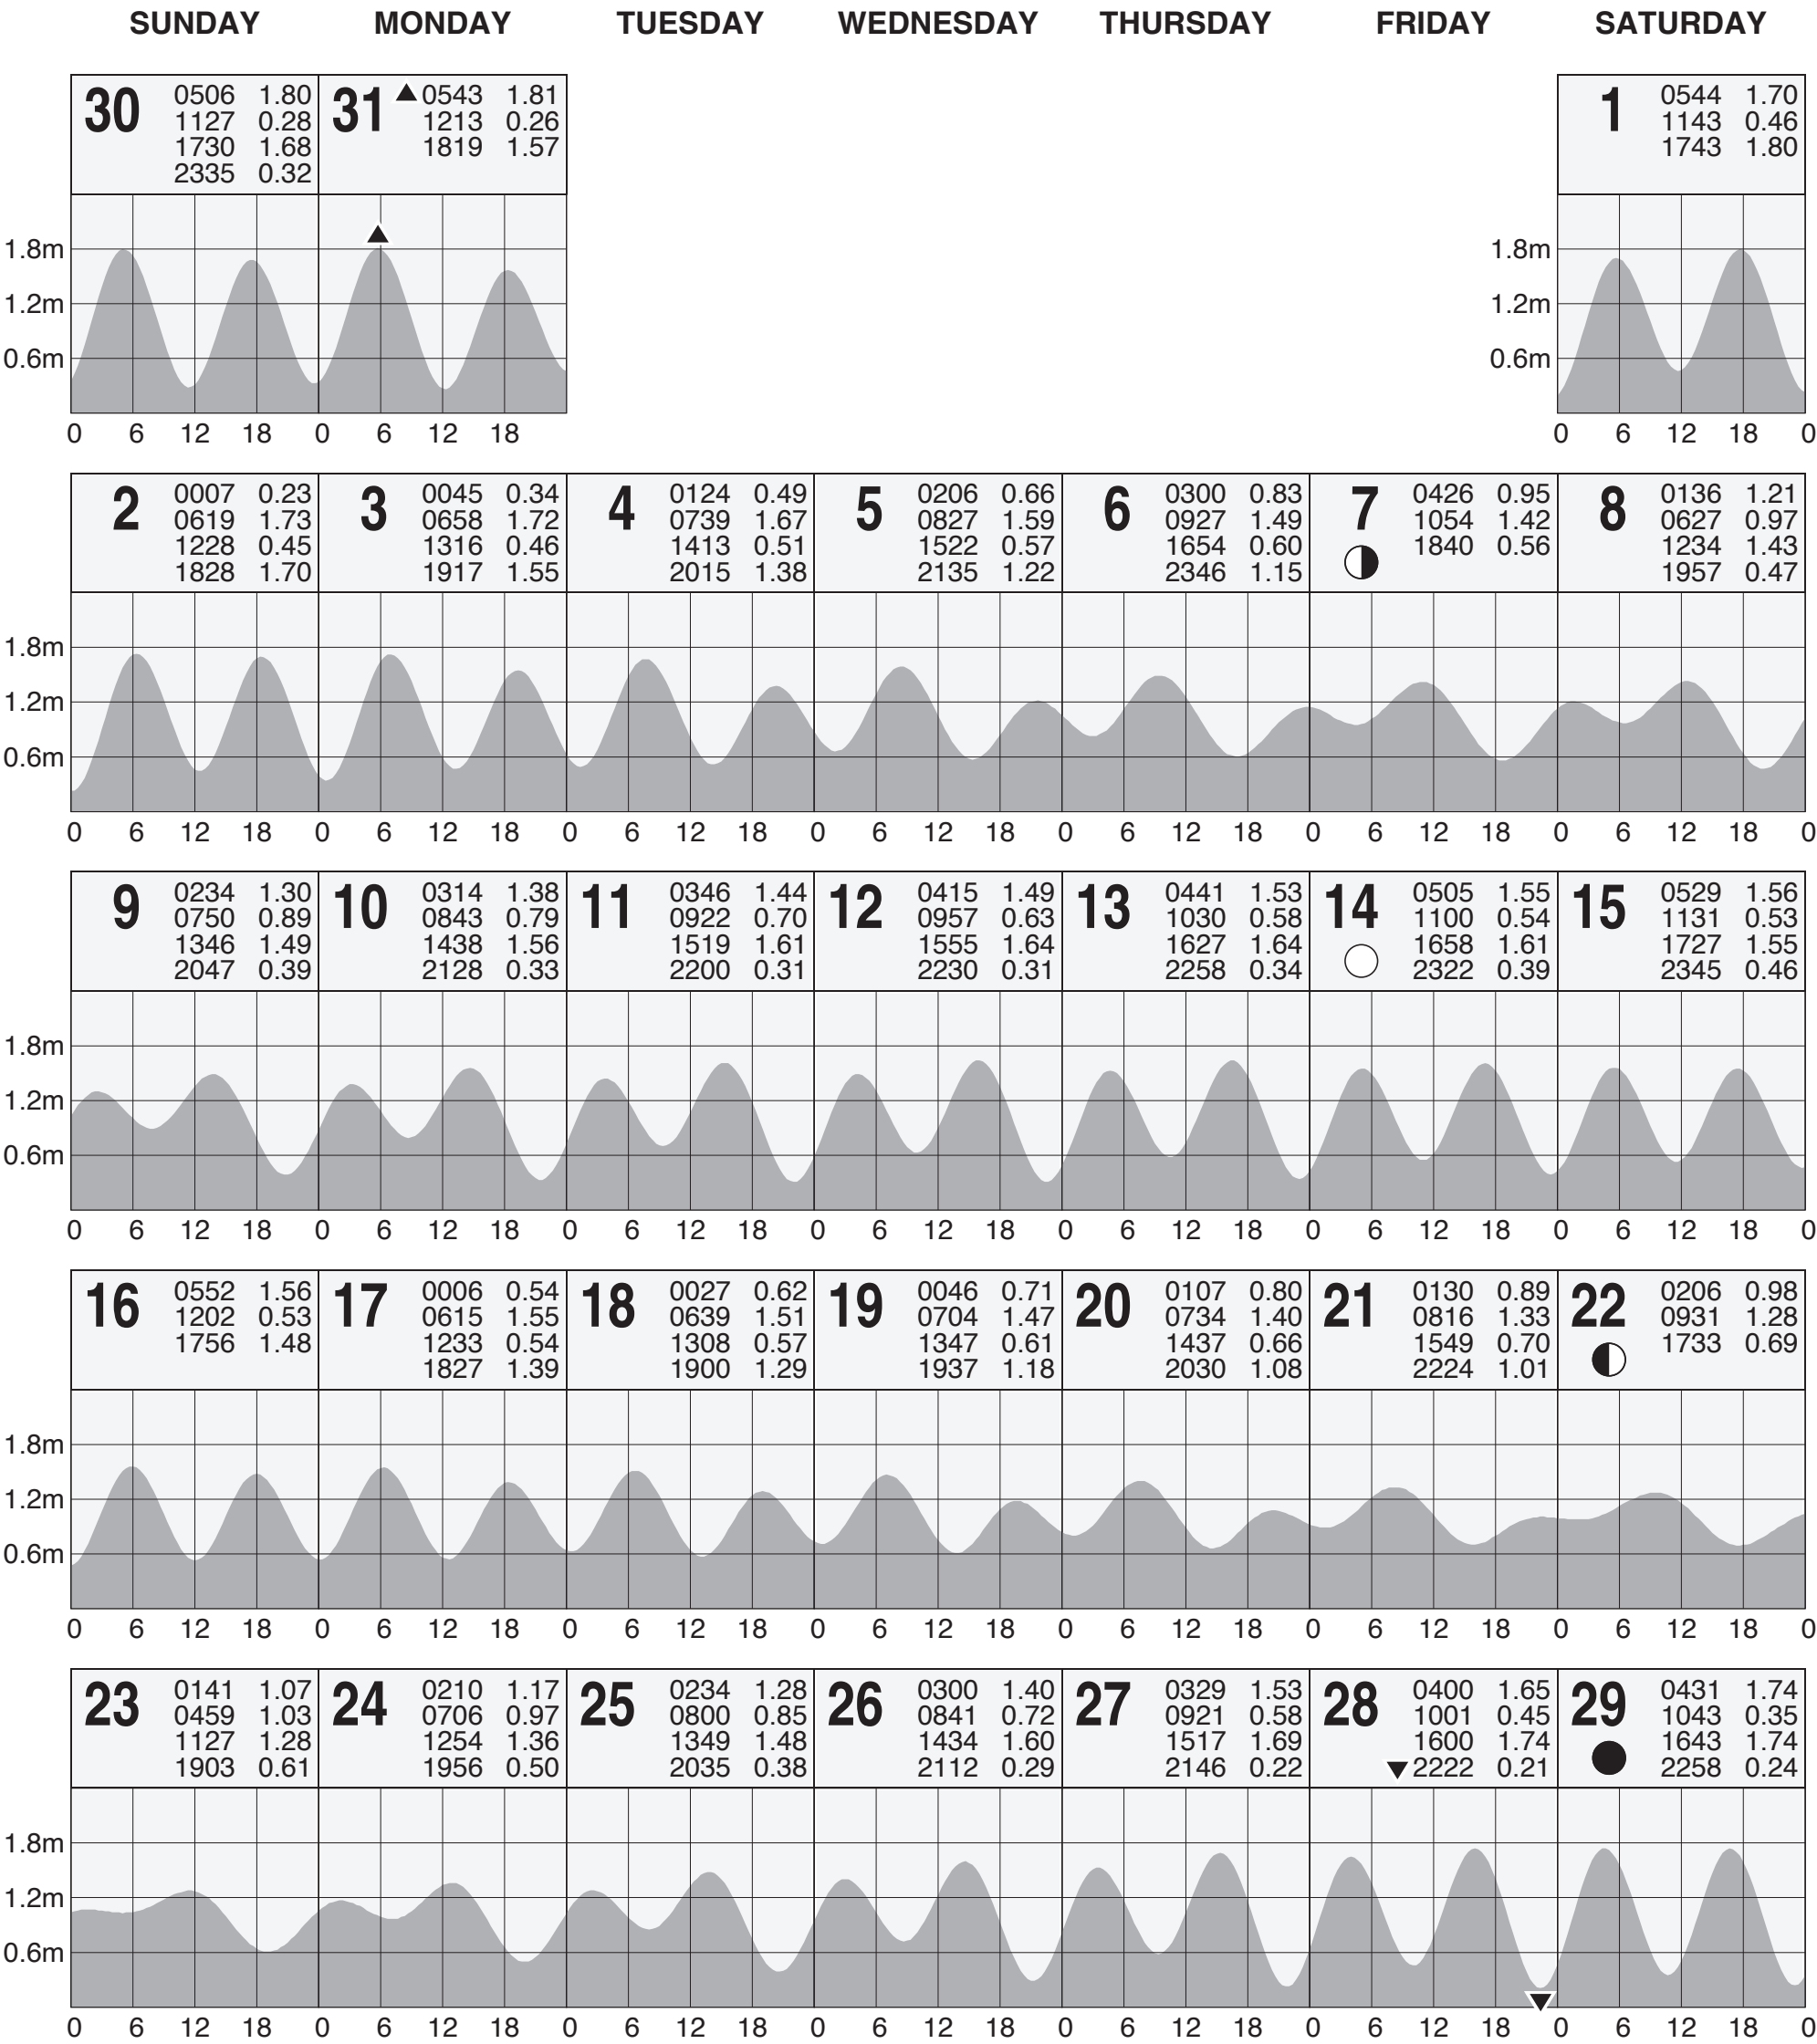 SUNDAY MONDAY TUESDAY WEDNESDAY THURSDAY FRIDAY SATURDAY
30 0506 1.80 31 0543 1.81 1 0544 1.70
1127 0.28 1213 0.26 1143 0.46
1730 1.68 1819 1.57 1743 1.80
2335 0.32
1.8m 1.8m
1.2m 1.2m
0.6m 0.6m
0 6 12 18 0 6 12 18 0 6 12 18 0
2 0007 0.23 3 0045 0.34 4 0124 0.49 5 0206 0.66 6 0300 0.83 7 0426 0.95 8 0136 1.21
0619 1.73 0658 1.72 0739 1.67 0827 1.59 0927 1.49 1054 1.42 0627 0.97
1228 0.45 1316 0.46 1413 0.51 1522 0.57 1654 0.60 1840 0.56 1234 1.43
1828 1.70 1917 1.55 2015 1.38 2135 1.22 2346 1.15 1957 0.47
1.8m
1.2m
0.6m
0 6 12 18 0 6 12 18 0 6 12 18 0 6 12 18 0 6 12 18 0 6 12 18 0 6 12 18 0
9 0234 1.30 10 0314 1.38 11 0346 1.44 12 0415 1.49 13 0441 1.53 14 0505 1.55 15 0529 1.56
0750 0.89 0843 0.79 0922 0.70 0957 0.63 1030 0.58 1100 0.54 1131 0.53
1346 1.49 1438 1.56 1519 1.61 1555 1.64 1627 1.64 1658 1.61 1727 1.55
2047 0.39 2128 0.33 2200 0.31 2230 0.31 2258 0.34 2322 0.39 2345 0.46
1.8m
1.2m
0.6m
0 6 12 18 0 6 12 18 0 6 12 18 0 6 12 18 0 6 12 18 0 6 12 18 0 6 12 18 0
16 0552 1.56 17 0006 0.54 18 0027 0.62 19 0046 0.71 20 0107 0.80 21 0130 0.89 22 0206 0.98
1202 0.53 0615 1.55 0639 1.51 0704 1.47 0734 1.40 0816 1.33 0931 1.28
1756 1.48 1233 0.54 1308 0.57 1347 0.61 1437 0.66 1549 0.70 1733 0.69
1827 1.39 1900 1.29 1937 1.18 2030 1.08 2224 1.01
1.8m
1.2m
0.6m
0 6 12 18 0 6 12 18 0 6 12 18 0 6 12 18 0 6 12 18 0 6 12 18 0 6 12 18 0
23 0141 1.07 24 0210 1.17 25 0234 1.28 26 0300 1.40 27 0329 1.53 28 0400 1.65 29 0431 1.74
0459 1.03 0706 0.97 0800 0.85 0841 0.72 0921 0.58 1001 0.45 1043 0.35
1127 1.28 1254 1.36 1349 1.48 1434 1.60 1517 1.69 1600 1.74 1643 1.74
1903 0.61 1956 0.50 2035 0.38 2112 0.29 2146 0.22 2222 0.21 2258 0.24
1.8m
1.2m
0.6m
0 6 12 18 0 6 12 18 0 6 12 18 0 6 12 18 0 6 12 18 0 6 12 18 0 6 12 18 0